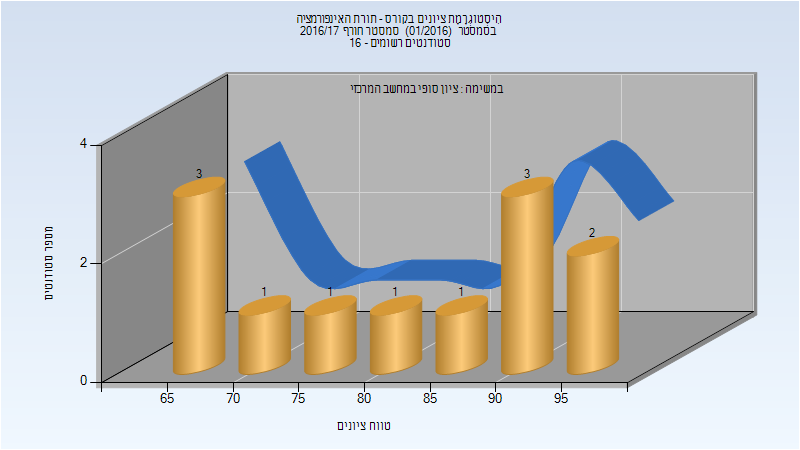 היסטוגרמת ציונים בקורס - תורת האינפורמציה
בסמסטר (01/2016) סמסטר חורף 2016/17
סטודנטים רשומים - 16
במשימה : ציון סופי במחשב המרכזי
מספר סטודנטים
4
2
0
3
1
1
1
1
3
2
65
70
75
80
85
90
95
טווח ציונים